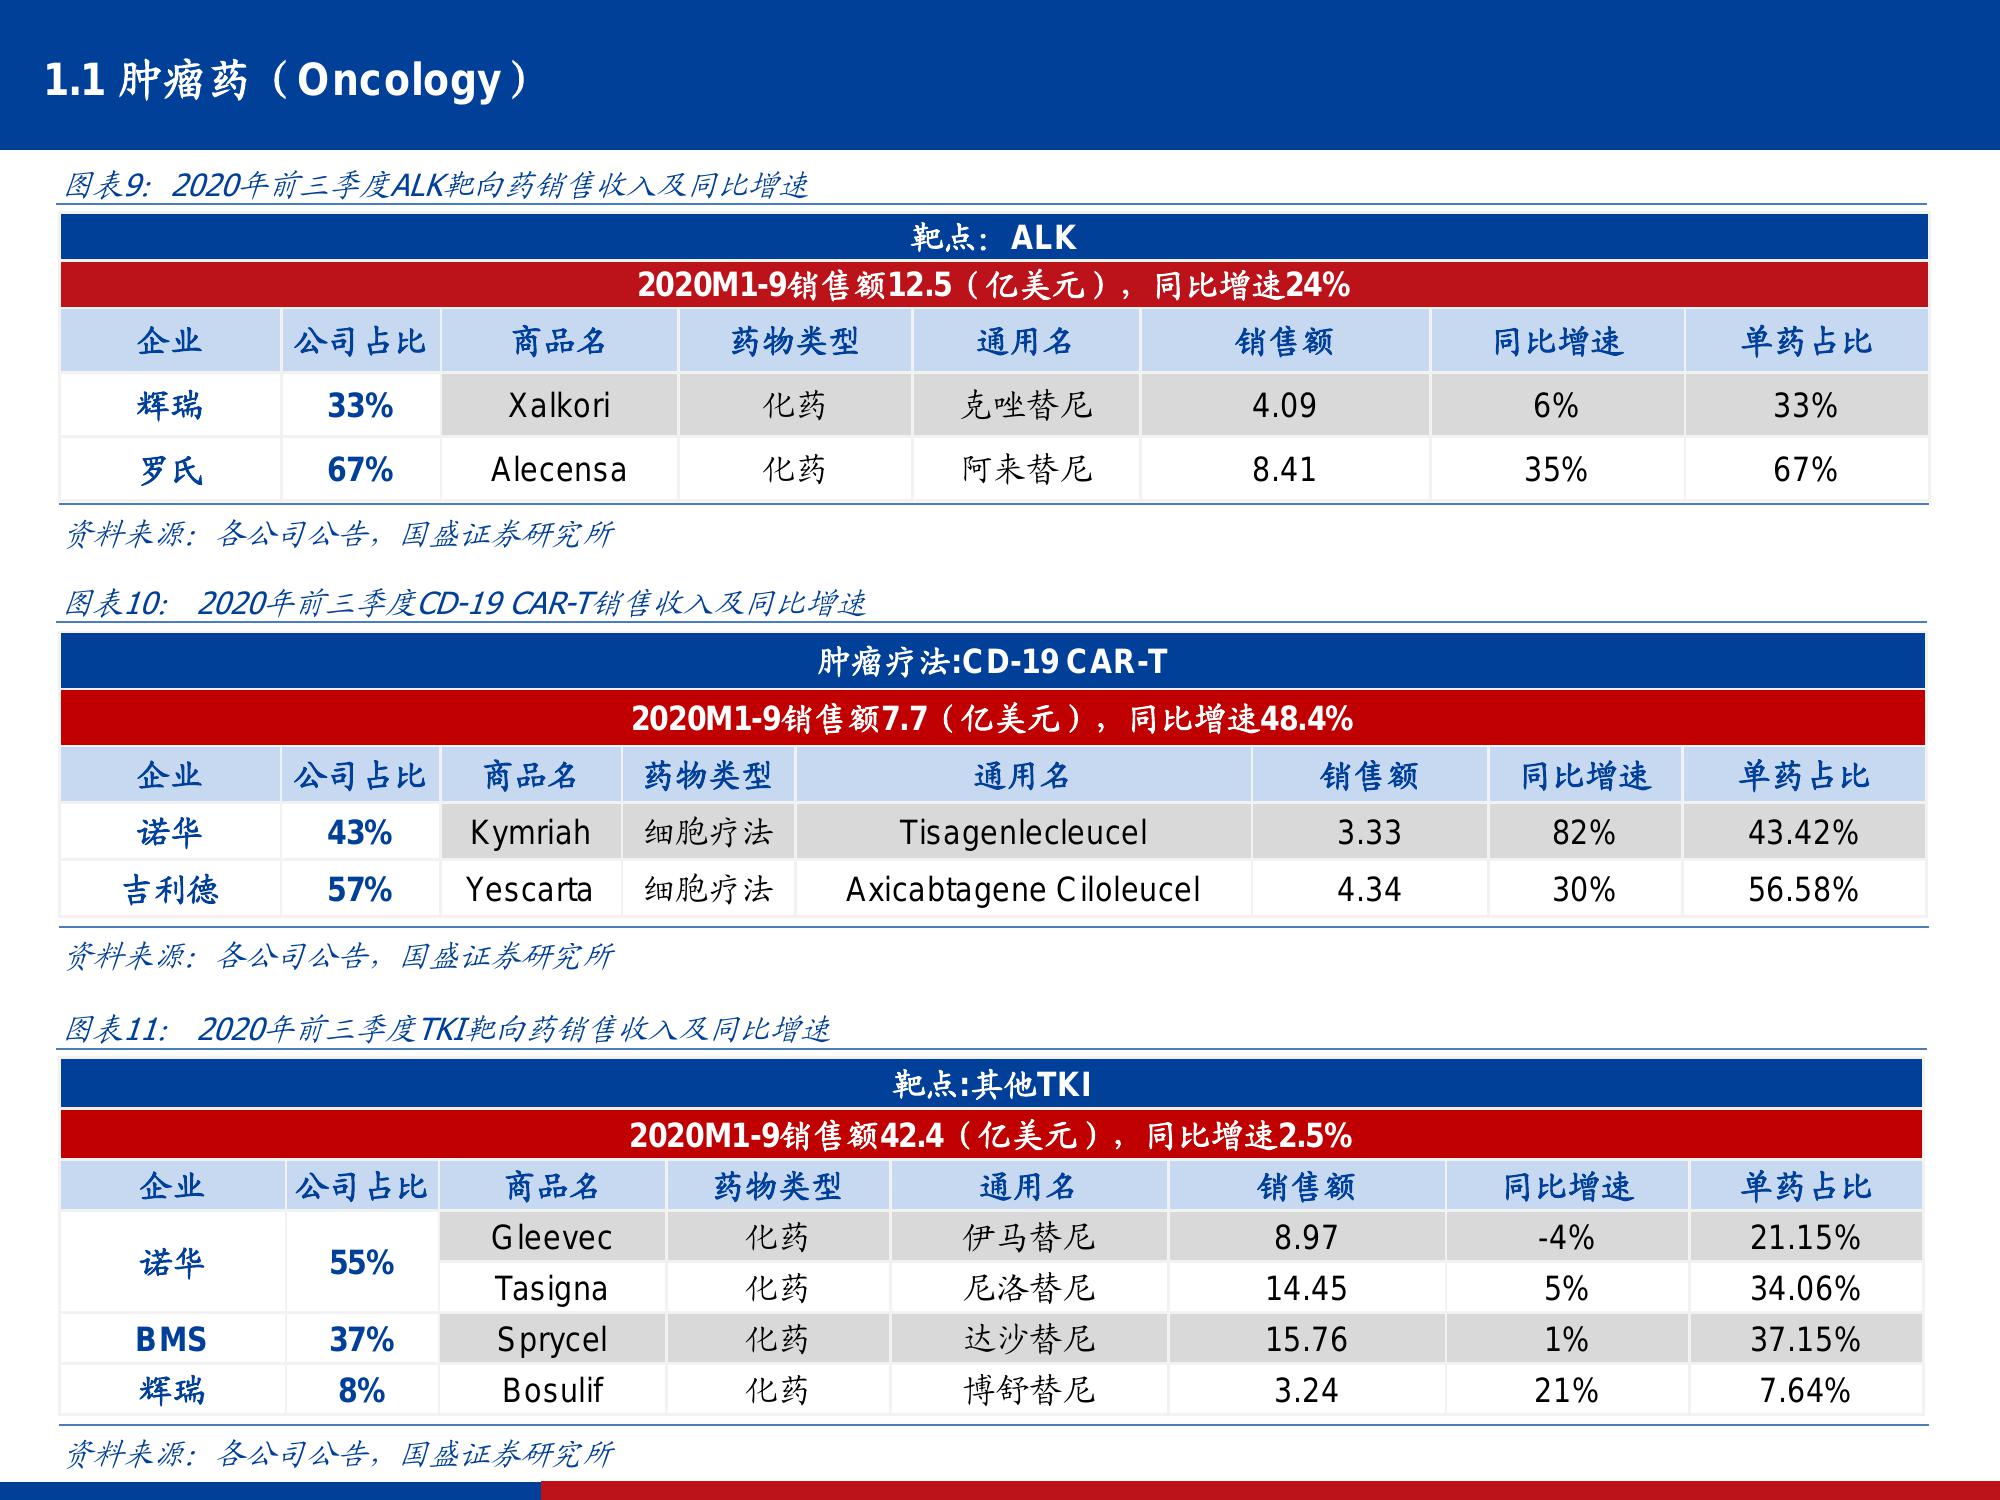 1.1 肿瘤药（Oncology）
图表9：2020年前三季度ALK靶向药销售收入及同比增速
靶点：ALK
2020M1-9销售额12.5（亿美元），同比增速24%
企业 公司占比 商品名 药物类型 通用名 销售额 同比增速 单药占比
辉瑞 33% Xalkori 化药 克唑替尼 4.09 6% 33%
罗氏 67% Alecensa 化药 阿来替尼 8.41 35% 67%
资料来源：各公司公告，国盛证券研究所
图表10： 2020年前三季度CD-19 CAR-T销售收入及同比增速
肿瘤疗法:CD-19 CAR-T
2020M1-9销售额7.7（亿美元），同比增速48.4%
企业 公司占比 商品名 药物类型 通用名 销售额 同比增速 单药占比
诺华 43% Kymriah 细胞疗法 Tisagenlecleucel 3.33 82% 43.42%
吉利德 57% Yescarta 细胞疗法 Axicabtagene Ciloleucel 4.34 30% 56.58%
资料来源：各公司公告，国盛证券研究所
图表11： 2020年前三季度TKI靶向药销售收入及同比增速
靶点:其他TKI
2020M1-9销售额42.4（亿美元），同比增速2.5%
企业 公司占比 商品名 药物类型 通用名 销售额 同比增速 单药占比
诺华 55% Gleevec 化药 伊马替尼 8.97 -4% 21.15%
Tasigna 化药 尼洛替尼 14.45 5% 34.06%
BMS 37% Sprycel 化药 达沙替尼 15.76 1% 37.15%
辉瑞 8% Bosulif 化药 博舒替尼 3.24 21% 7.64%
资料来源：各公司公告，国盛证券研究所